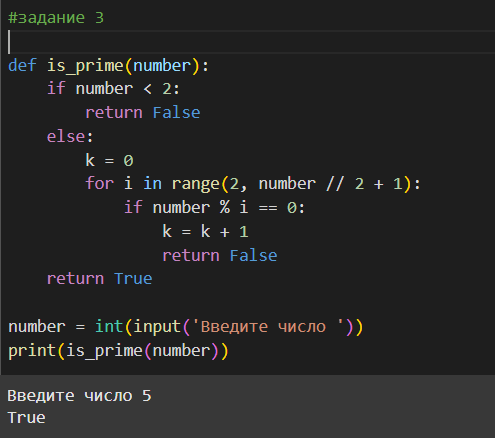 #задание 3
def is_prime(number):
    if number < 2:
        return False
    else:
        k = 0
        for i in range(2, number // 2 + 1):
            if number % i == 0:
                k = k + 1
                return False
    return True
number = int(input('Введите число '))
print(is_prime(number))
Введите число 5
True